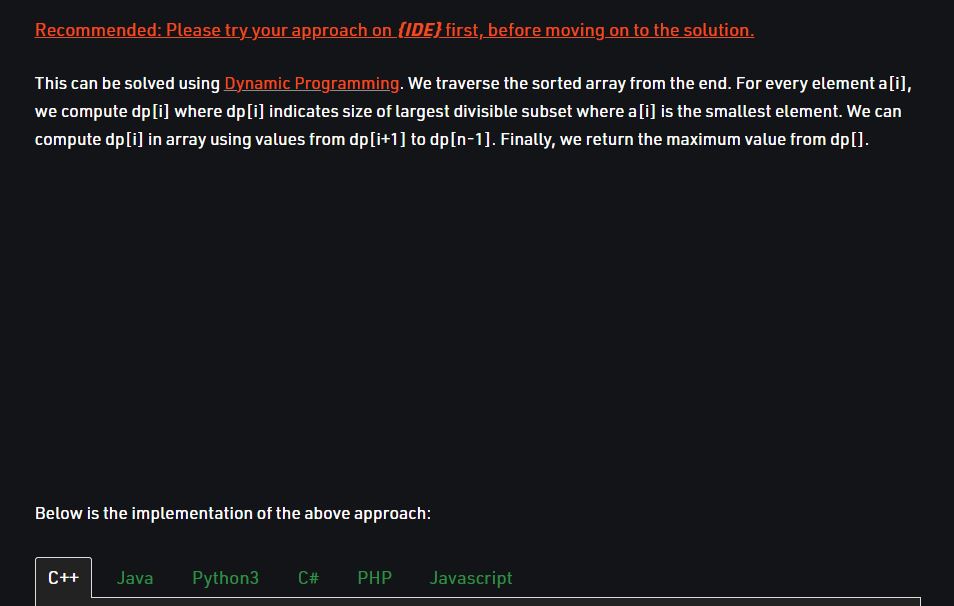 Recommended: Please try your approach on {IDE} first, before moving on to the solution.
This can be solved using Dynamic Programming. We traverse the sorted array from the end. For every element a[i],
we compute dp[i] where dp[i] indicates size of largest divisible subset where a[i] is the smallest element. We can
compute dp[i] in array using values from dp[i+1] to dp[n-1]. Finally, we return the maximum value from dp[].
Below is the implementation of the above approach:
C++ Java Python3 C# PHP Javascript